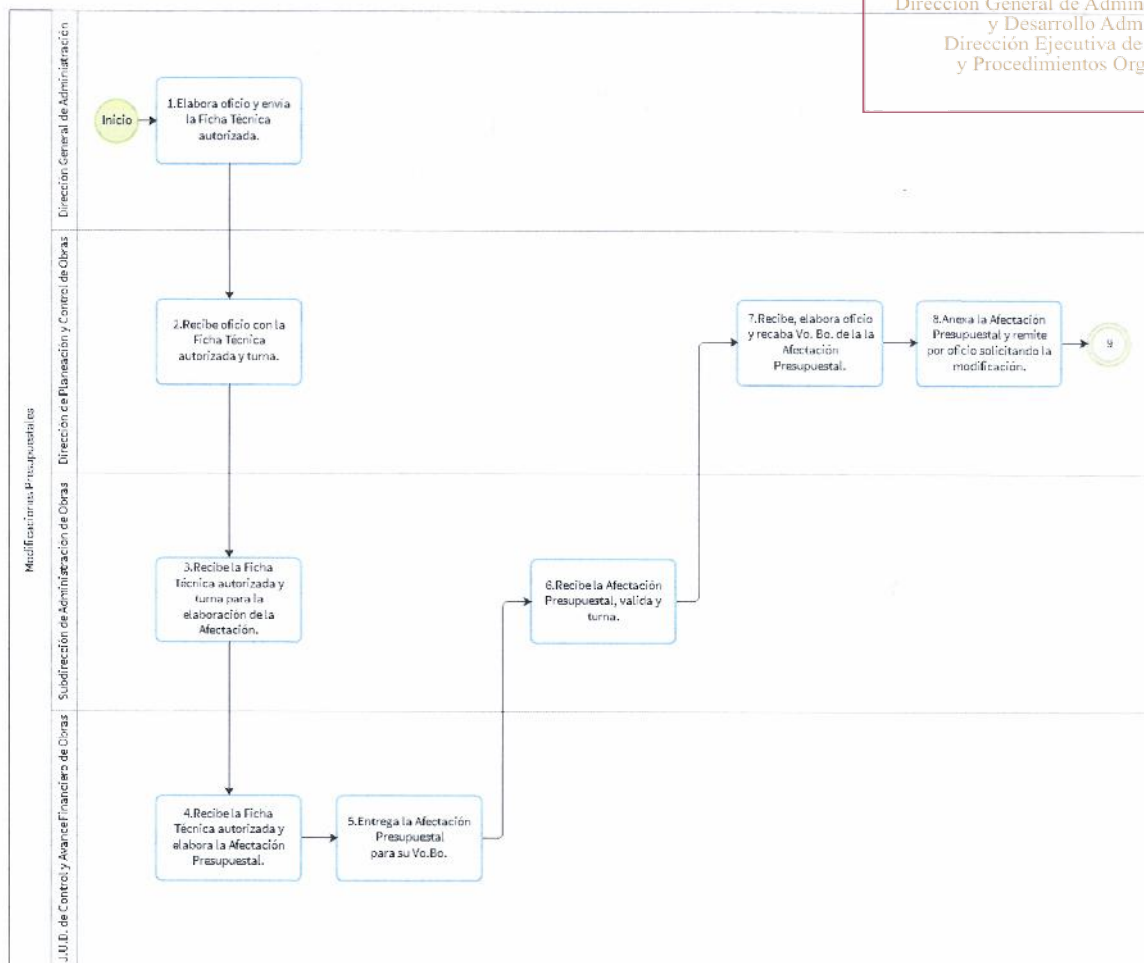 Dirección General de Admini
y Desarrollo Adm
Dirección Ejecutiva de
y Procedimientos Org
Modificaciones Presupuestales
Dirección General de Administración
Inicio
1.Elabora oficio y envía
la Ficha Técnica
autorizada.
Dirección de Planeación y Control de Obras
2.Recibe oficio con la
Ficha Técnica
autorizada y turna.
7.Recibe, elabora oficio
y recaba Vo. Bo. de la la
Afectación
Presupuestal.
8.Anexa la Afectación
Presupuestal y remite
por oficio solicitando la
modificación.
9
Subdirección de Administración de Obras
3.Recibe la Ficha
Técnica autorizada y
turna para la
elaboración de la
Afectación.
6.Recibe la Afectación
Presupuestal, valida y
turna.
J.U.D. de Control y Avance Financiero de Obras
4.Recibe la Ficha
Técnica autorizada y
elabora la Afectación
Presupuestal.
5.Entrega la Afectación
Presupuestal
para su Vo.Bo.